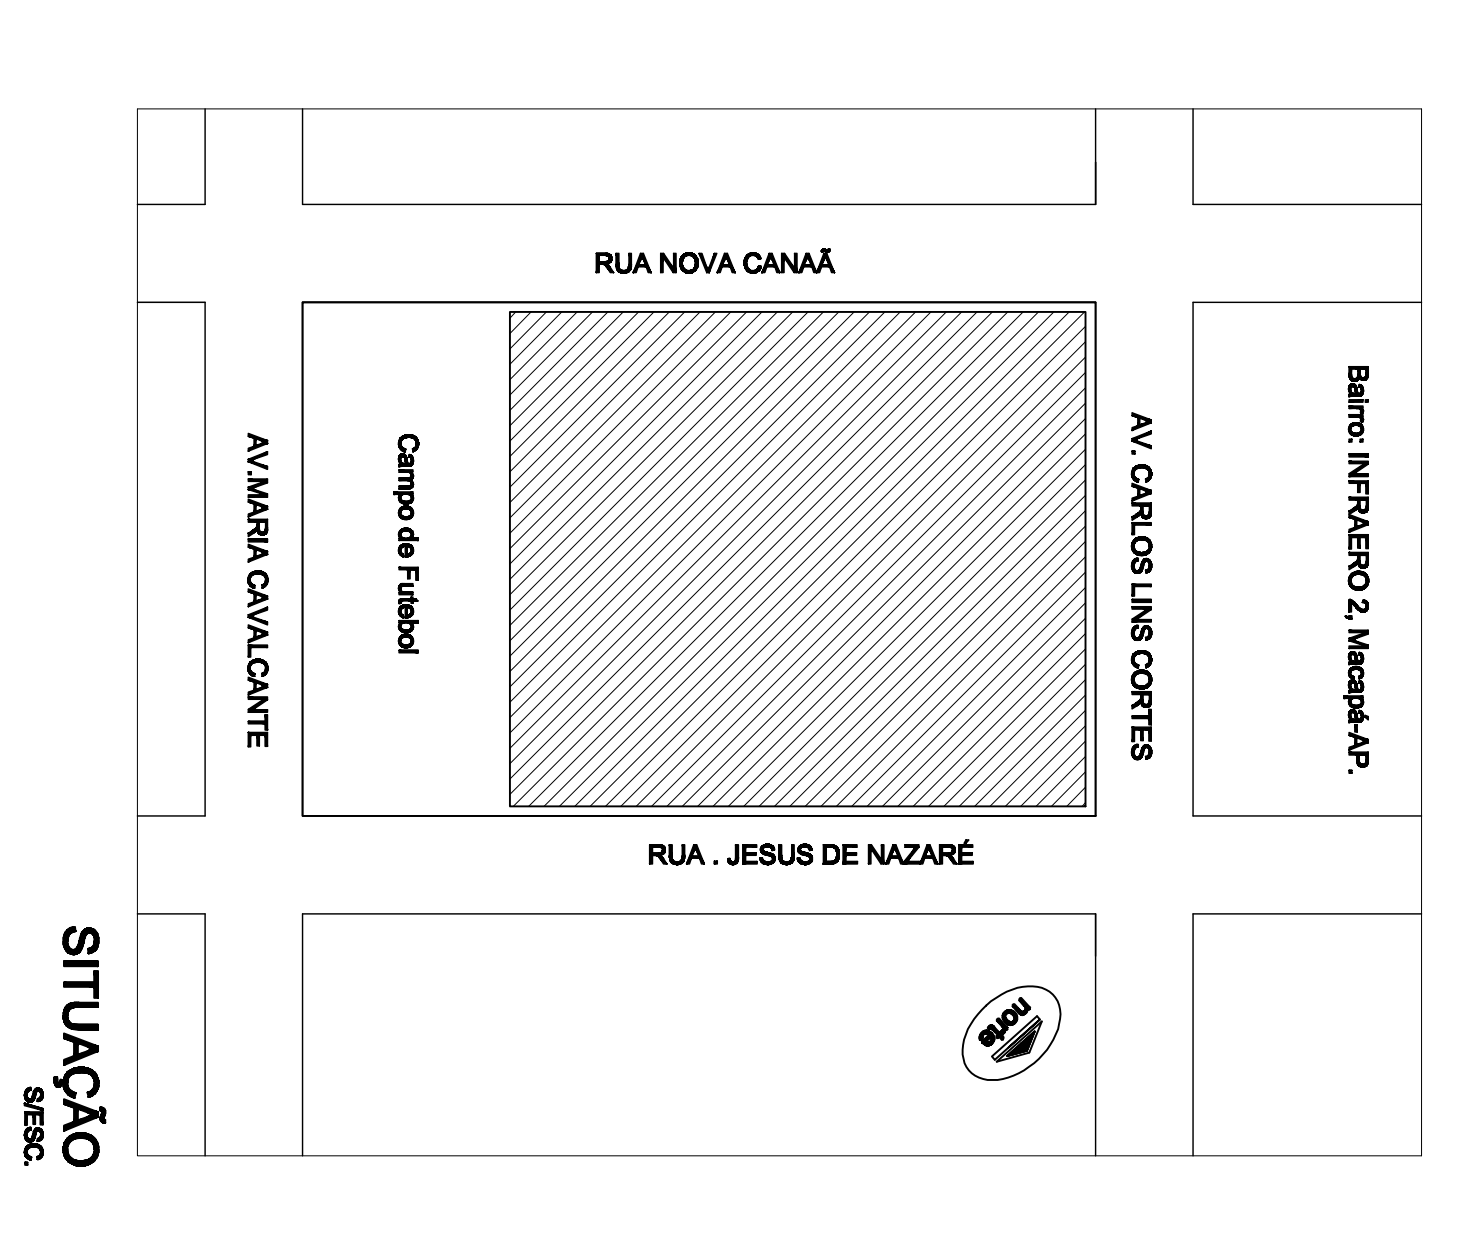 RUA NOVA CANAÃ
Bairro: INFRAERO 2, Macapá-AP.
AV. CARLOS LINS CORTES
Campo de Futebol
AV.MARIA CAVALCANTE
RUA . JESUS DE NAZARÉ
norte
SITUAÇÃO
S/ESC.